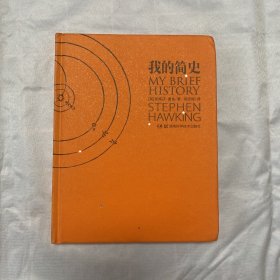 我的简史
MY BRIEF
HISTORY
STEPHEN
HAWKING